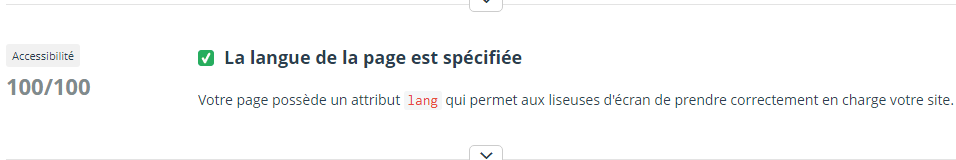 Accessibilité
100/100
La langue de la page est spécifiée
Votre page possède un attribut lang qui permet aux liseuses d'écran de prendre correctement en charge votre site.